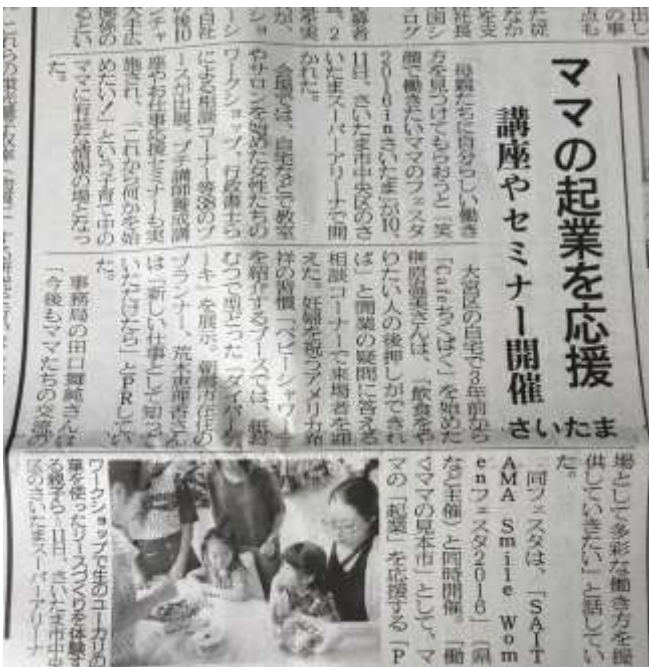 ママの起業を応援
講座やセミナー開催
さいたま
母親たちに自分らしい働き
方を見つけてもらおうと「笑
顔で働きたいママのフェスタ
2016inさいたま」が10、
11日、さいたま市中央区のさ
いたまスーパーアリーナで開
かれた。
会場では、自宅などで教室
やサロンを始めた女性たちの
ワークショップ、行政書士ら
による相談コーナー等38のブ
ースが出展。プチ講師養成講
座やお仕事応援セミナーも実
施され、「これから何かを始
めたい！」という子育て中の
ママに有益な情報の場となっ
た。
大宮区の自宅で3年前から
「Cafeちくばく」を始めた
榊原海美さんは、「飲食をや
りたい人の後押しができれ
ば」と開業の疑問に答える
相談コーナーで来場者を迎
えた。妊婦を祝うアメリカ発
祥の習慣「ベビーシャワー」
を紹介するブースでは、紙お
むつで形どった「ダイパーケ
ーキ」を展示。朝霞市在住の
プランナー、荒木恵理香さん
は「新しい仕事として知って
いただけたら」とPRしてい
た。
事務局の田口舞純さんは
「今後もママたちの交流の
場として多彩な働き方を提
供していきたい」と話してい
た。
同フェスタは、「SAIT
AMA Smile Wom
enフェスタ2016」（県
など主催）と同時開催。「働
くママの見本市」として、マ
マの「起業」を応援する「P
ワークショップで生のユーカリの
葉を使ったリースづくりを体験す
る親子ら＝11日、さいたま市中央
区のさいたまスーパーアリーナ